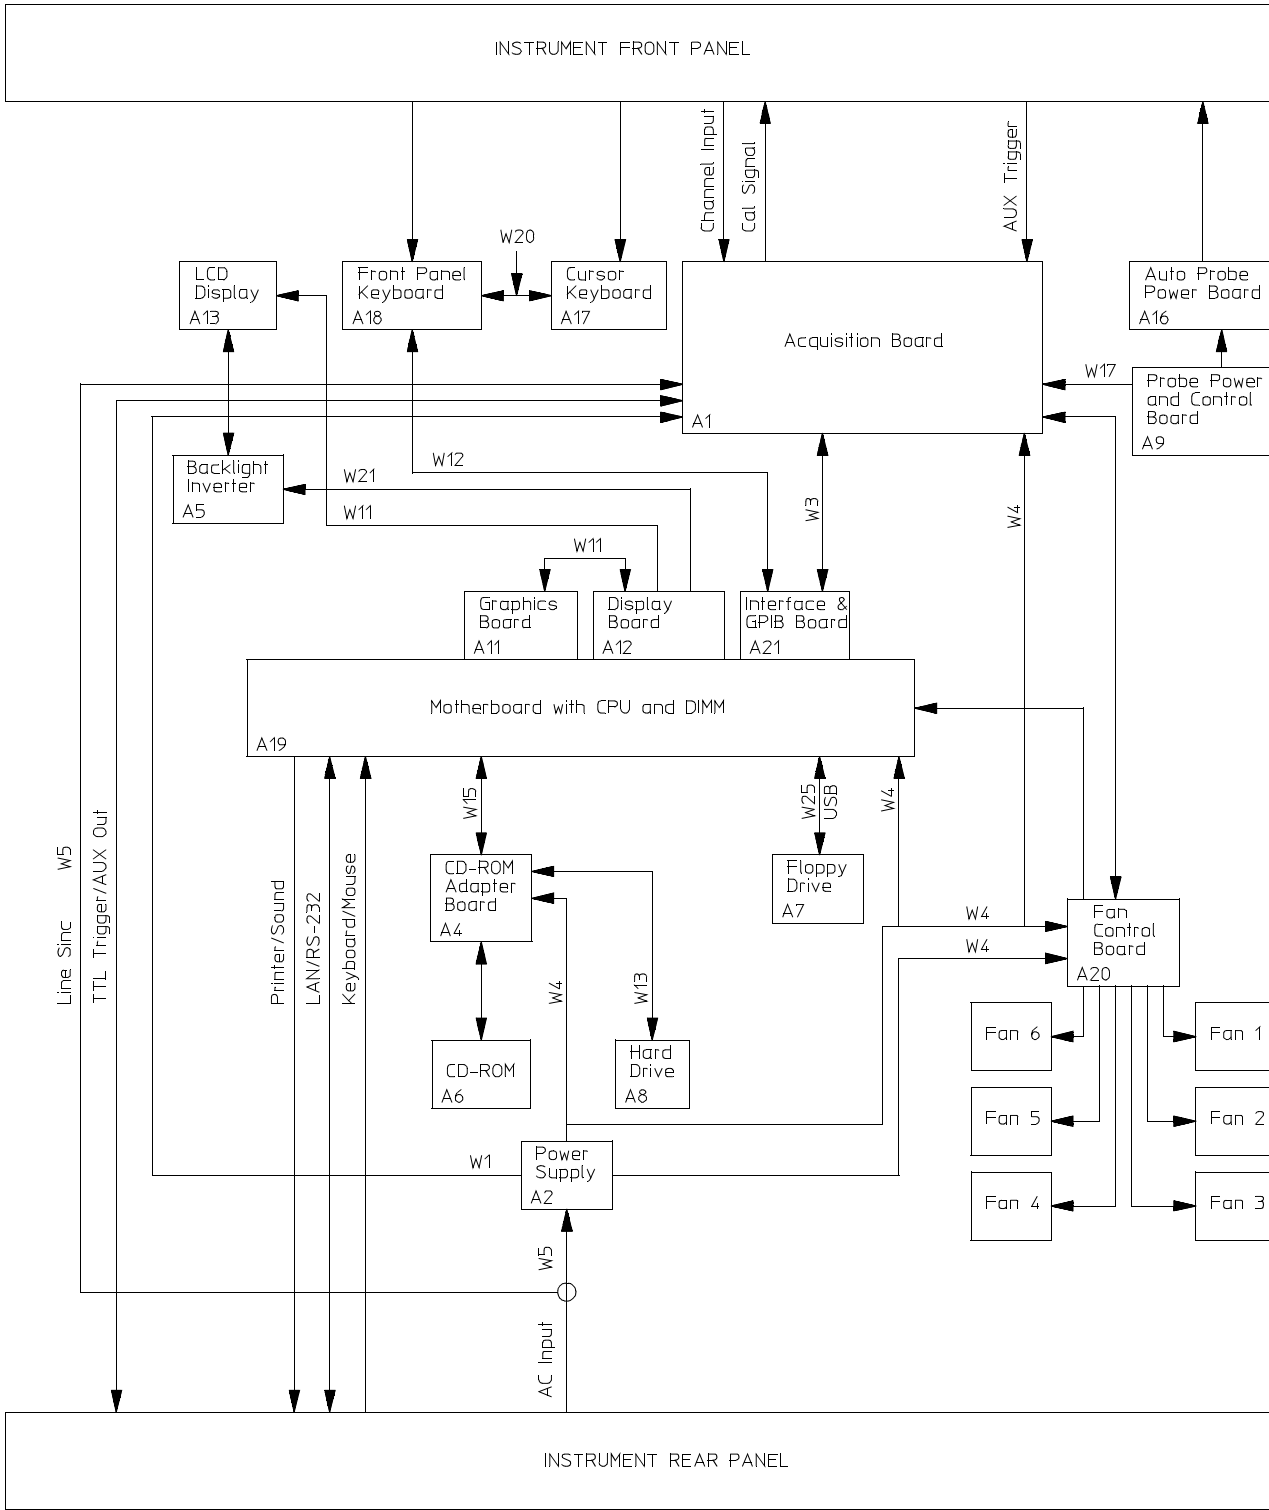 INSTRUMENT FRONT PANEL
Channel Input
Cal Signal
AUX Trigger
W20
LCD
Display
A13
Front Panel
Keyboard
A18
Cursor
Keyboard
A17
Acquisition Board
A1
Auto Probe
Power Board
A16
W17
Probe Power
and Control
Board
A9
Backlight
Inverter
A5
W12
W21
W11
W3
W4
W11
Graphics
Board
A11
Display
Board
A12
Interface &
GPIB Board
A21
Motherboard with CPU and DIMM
A19
W15
W25
USB
W4
Line Sinc W5
TTL Trigger/AUX Out
Printer/Sound
LAN/RS-232
Keyboard/Mouse
CD-ROM
Adapter
Board
A4
Floppy
Drive
A7
W4
W4
Fan
Control
Board
A20
W4
W13
CD-ROM
A6
Hard
Drive
A8
Fan 6
Fan 1
Fan 5
Fan 2
Fan 4
Fan 3
W1
Power
Supply
A2
W5
AC Input
INSTRUMENT REAR PANEL